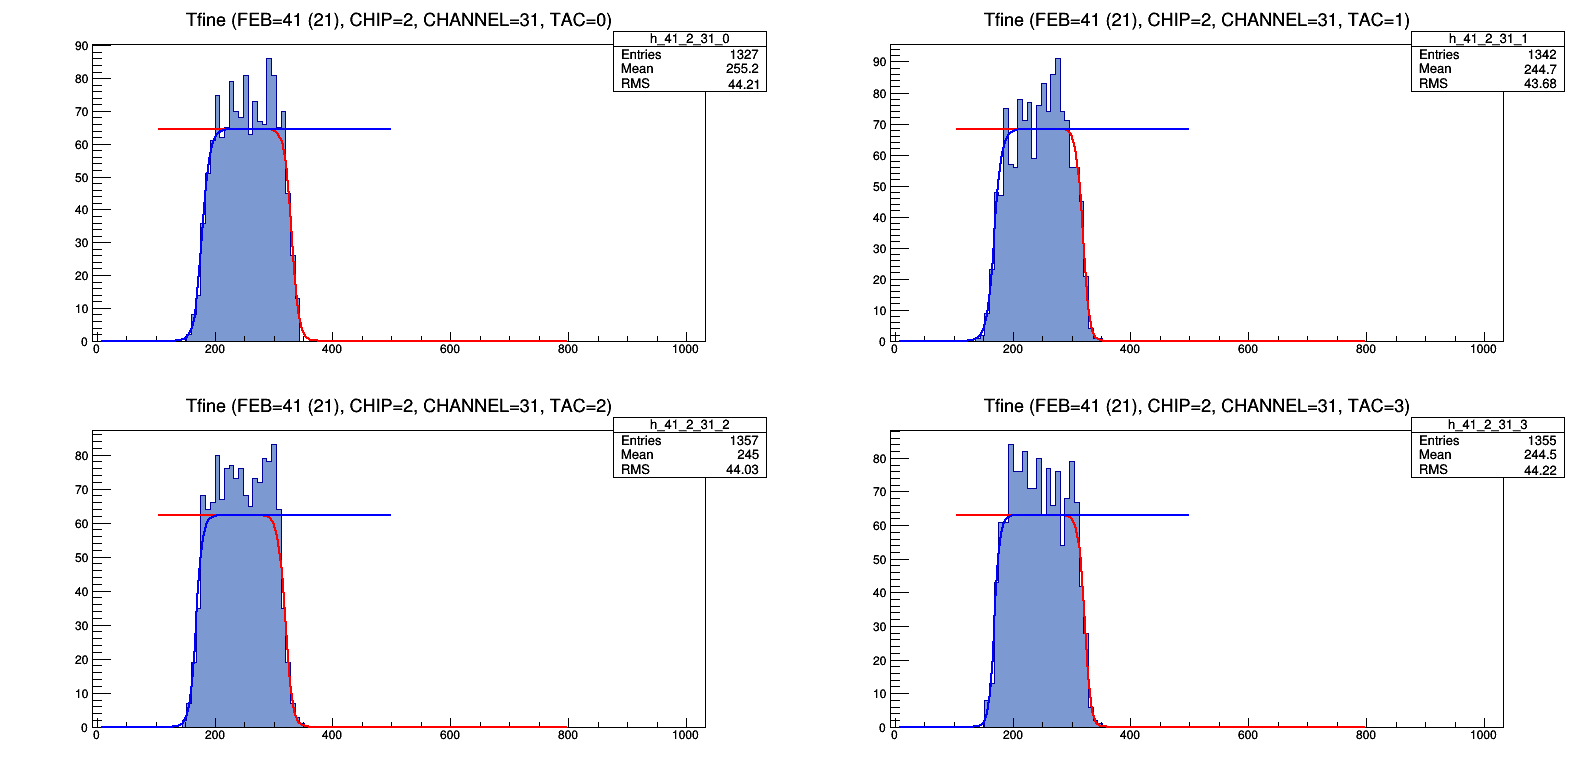 Tfine (FEB=41 (21), CHIP=2, CHANNEL=31, TAC=0)
h_41_2_31_0
Entries 1327
Mean 255.2
RMS 44.21
90
80
70
60
50
40
30
20
10
0
0 200 400 600 800 1000
Tfine (FEB=41 (21), CHIP=2, CHANNEL=31, TAC=1)
h_41_2_31_1
Entries 1342
Mean 244.7
RMS 43.68
90
80
70
60
50
40
30
20
10
0
0 200 400 600 800 1000
Tfine (FEB=41 (21), CHIP=2, CHANNEL=31, TAC=2)
h_41_2_31_2
Entries 1357
Mean 245
RMS 44.03
80
70
60
50
40
30
20
10
0
0 200 400 600 800 1000
Tfine (FEB=41 (21), CHIP=2, CHANNEL=31, TAC=3)
h_41_2_31_3
Entries 1355
Mean 244.5
RMS 44.22
80
70
60
50
40
30
20
10
0
0 200 400 600 800 1000